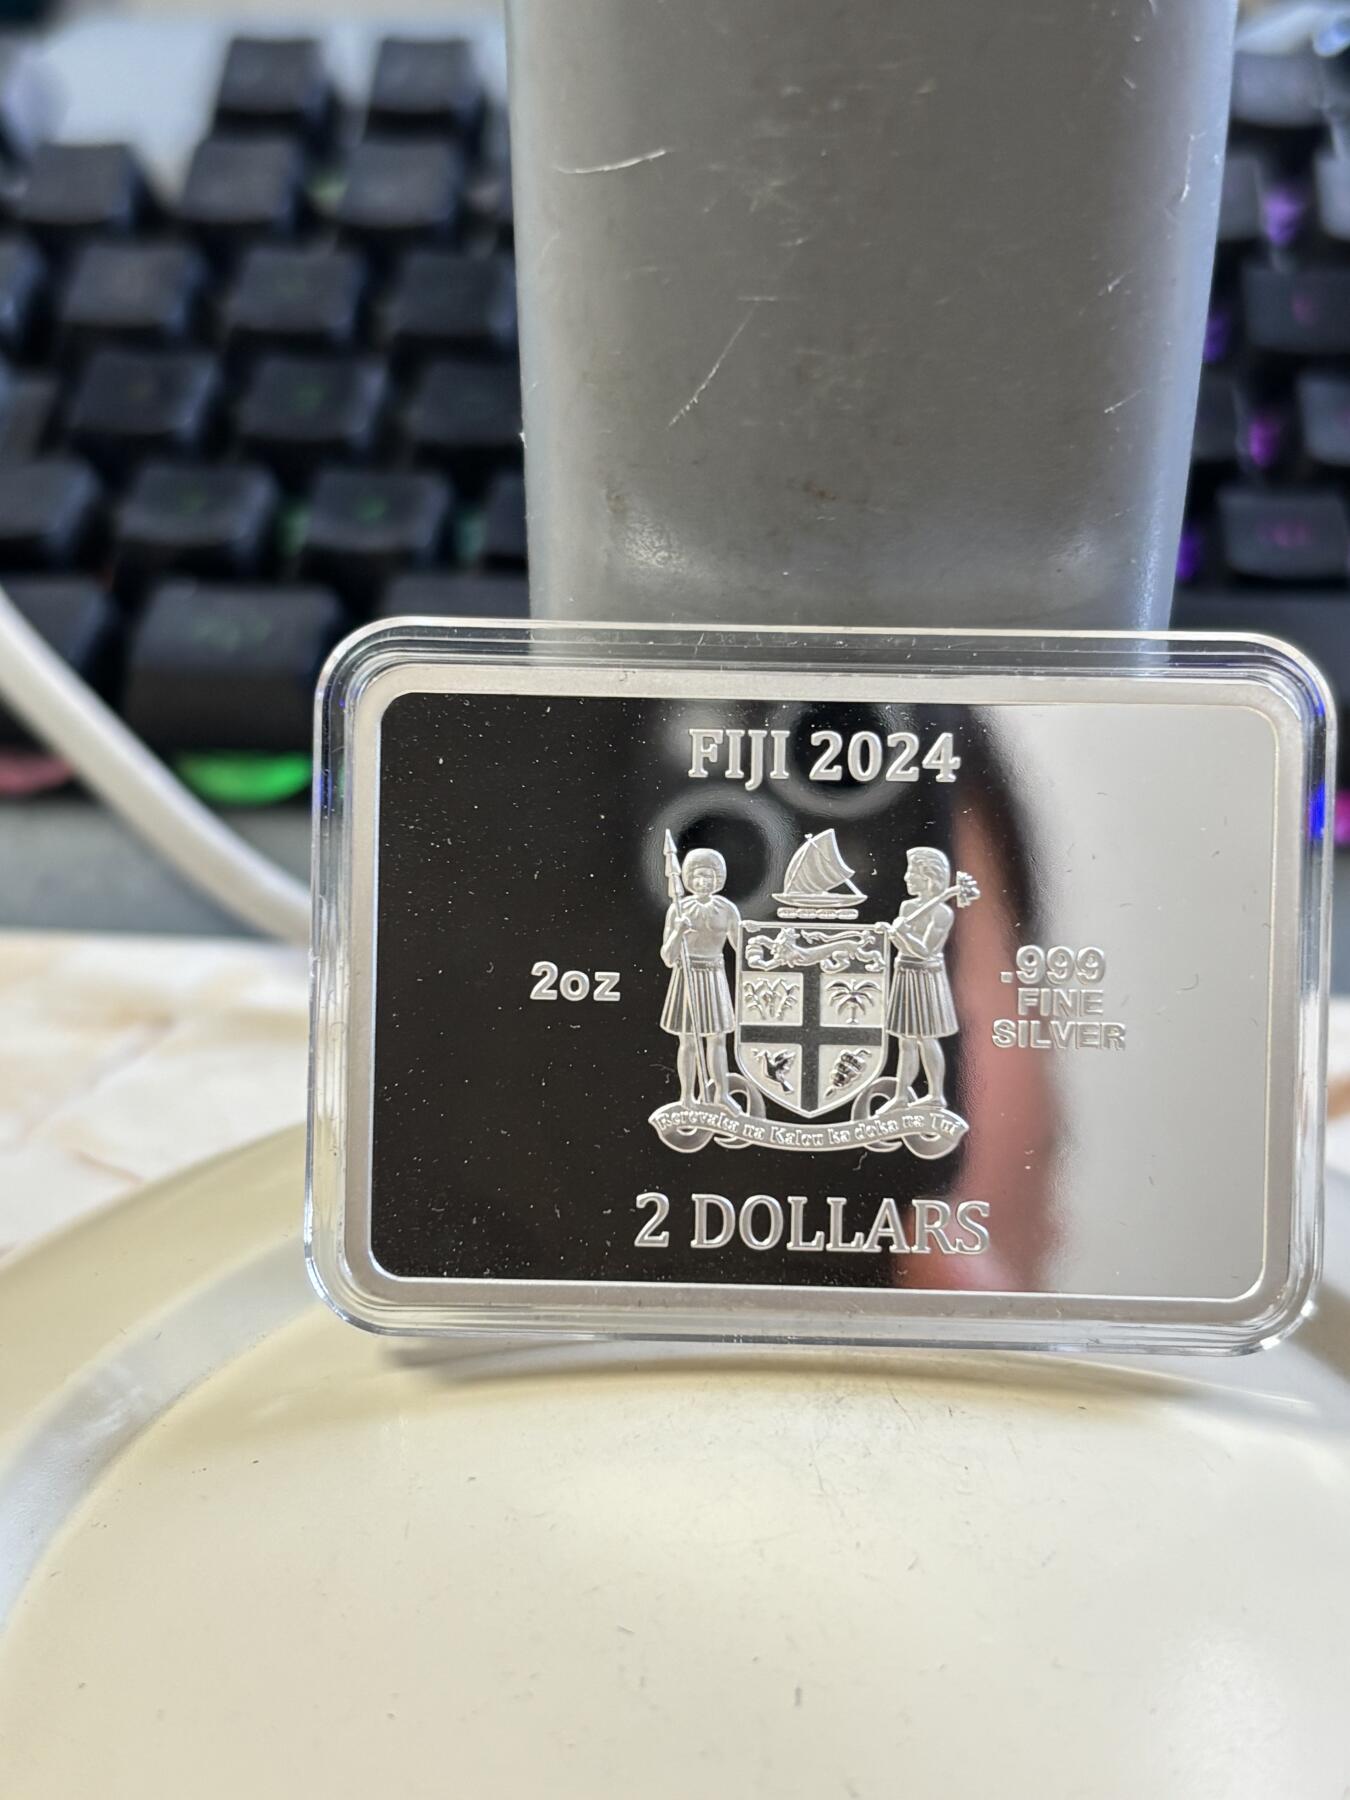 FIJI 2024
2oz
.999
FINE
SILVER
Rerevaka na Kalou ka doka na Tui
2 DOLLARS